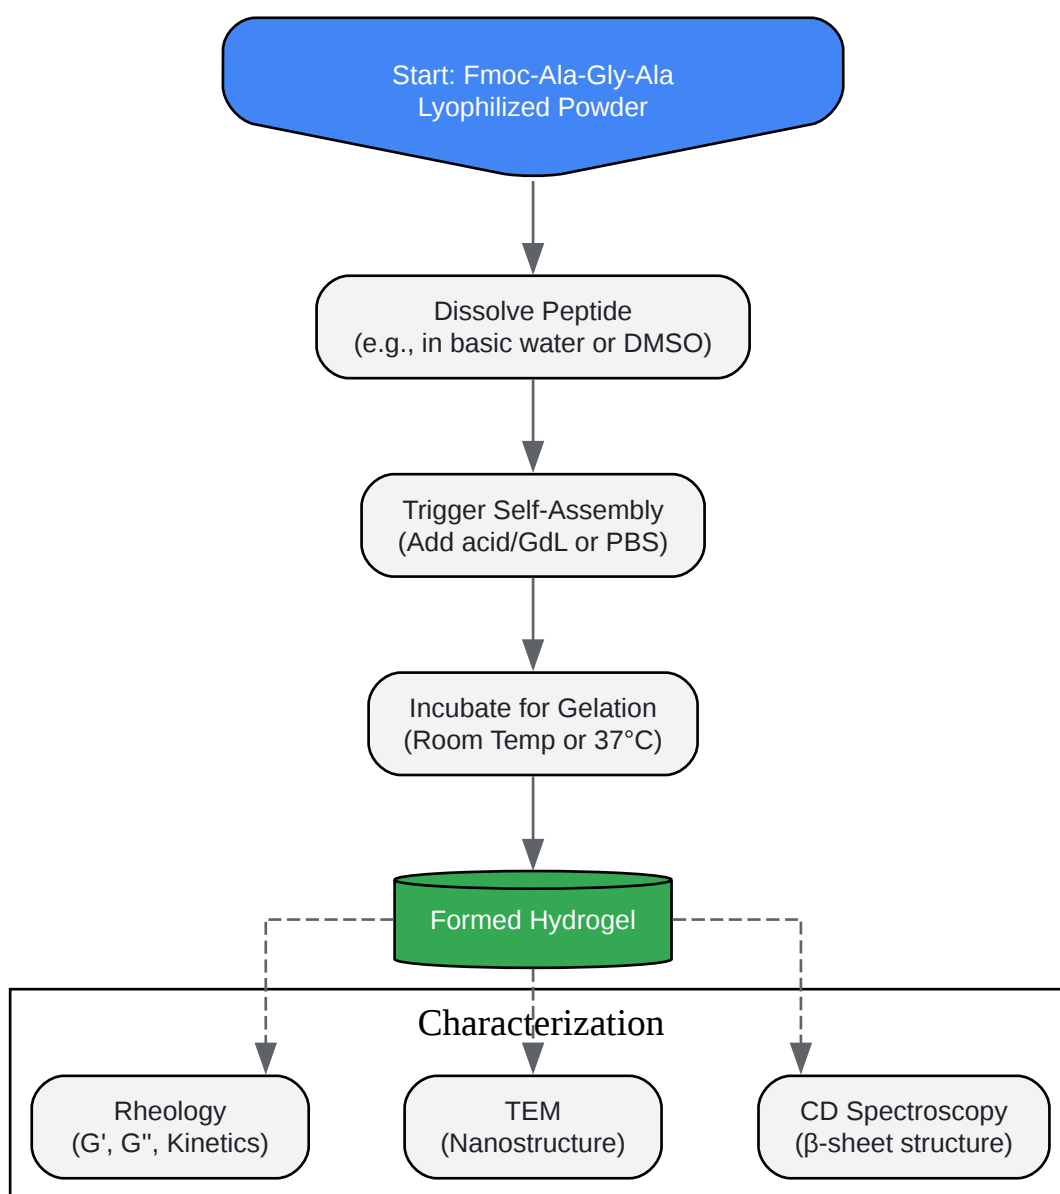 Start: Fmoc-Ala-Gly-Ala
Lyophilized Powder
Dissolve Peptide
(e.g., in basic water or DMSO)
Trigger Self-Assembly
(Add acid/GdL or PBS)
Incubate for Gelation
(Room Temp or 37°C)
Formed Hydrogel
Characterization
Rheology
(G', G'', Kinetics)
TEM
(Nanostructure)
CD Spectroscopy
(β-sheet structure)